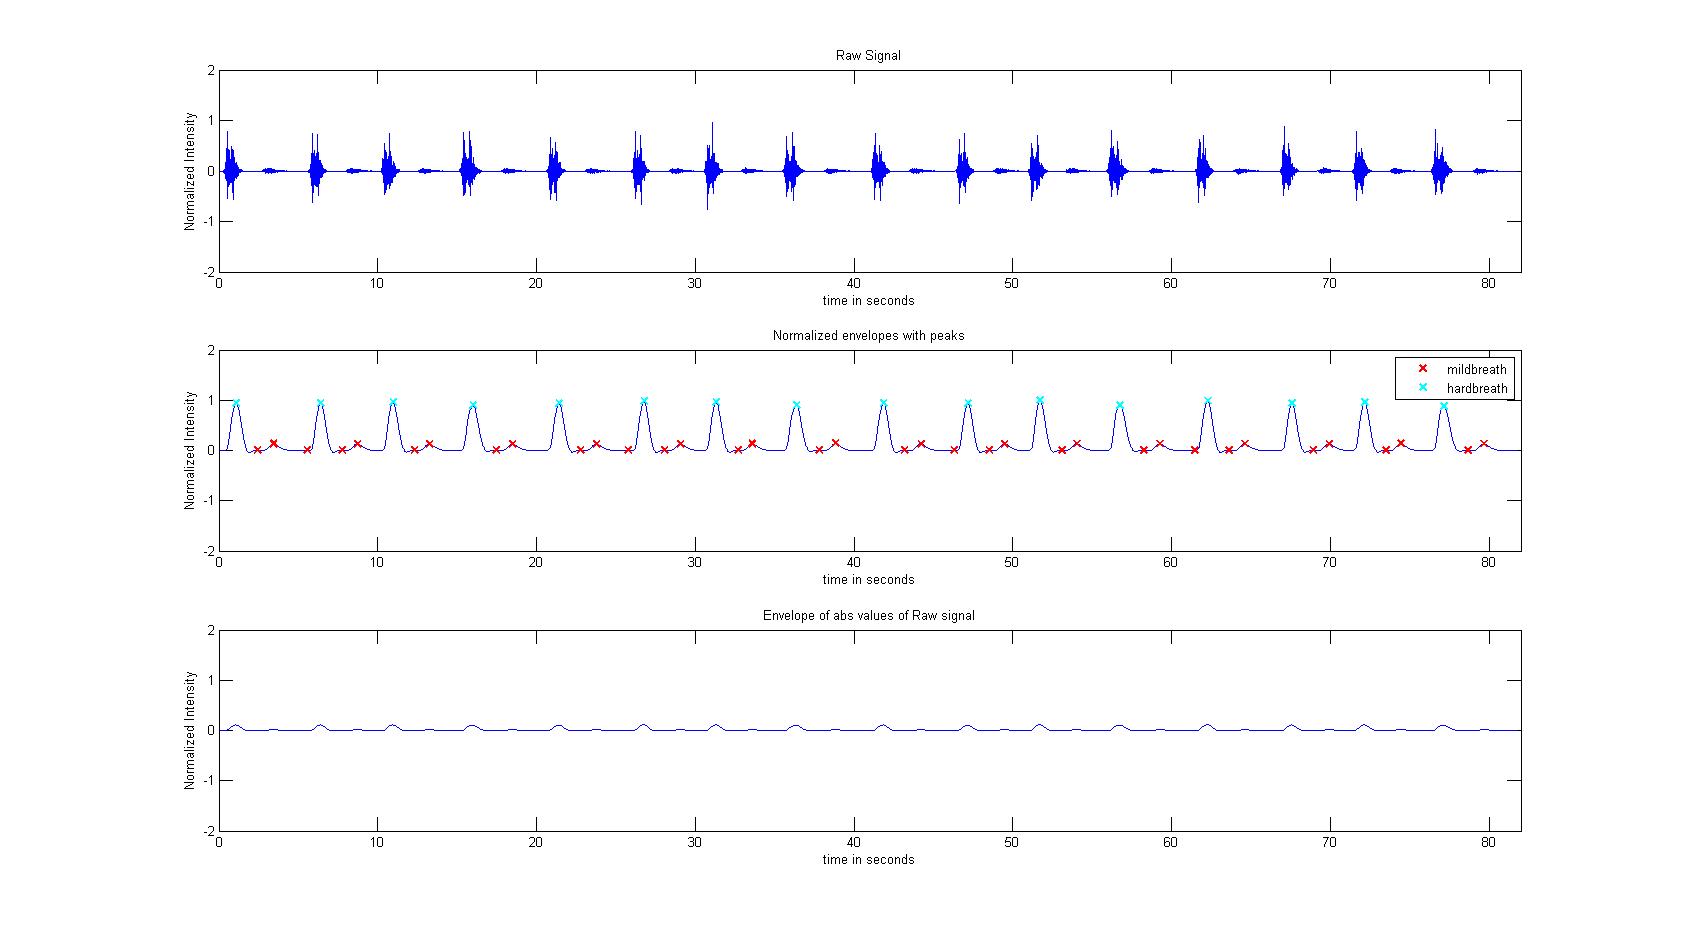 Raw Signal
2
1
0
-1
-2
Normalized Intensity
0 10 20 30 40 50 60 70 80
time in seconds
Normalized envelopes with peaks
2
1
0
-1
-2
Normalized Intensity
mildbreath
hardbreath
0 10 20 30 40 50 60 70 80
time in seconds
Envelope of abs values of Raw signal
2
1
0
-1
-2
Normalized Intensity
0 10 20 30 40 50 60 70 80
time in seconds